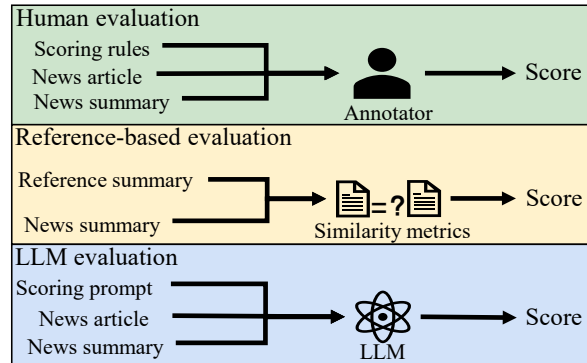 Human evaluation
Scoring rules
News article
News summary
Annotator
Score
Reference-based evaluation
Reference summary
News summary
=?
Similarity metrics
Score
LLM evaluation
Scoring prompt
News article
News summary
LLM
Score